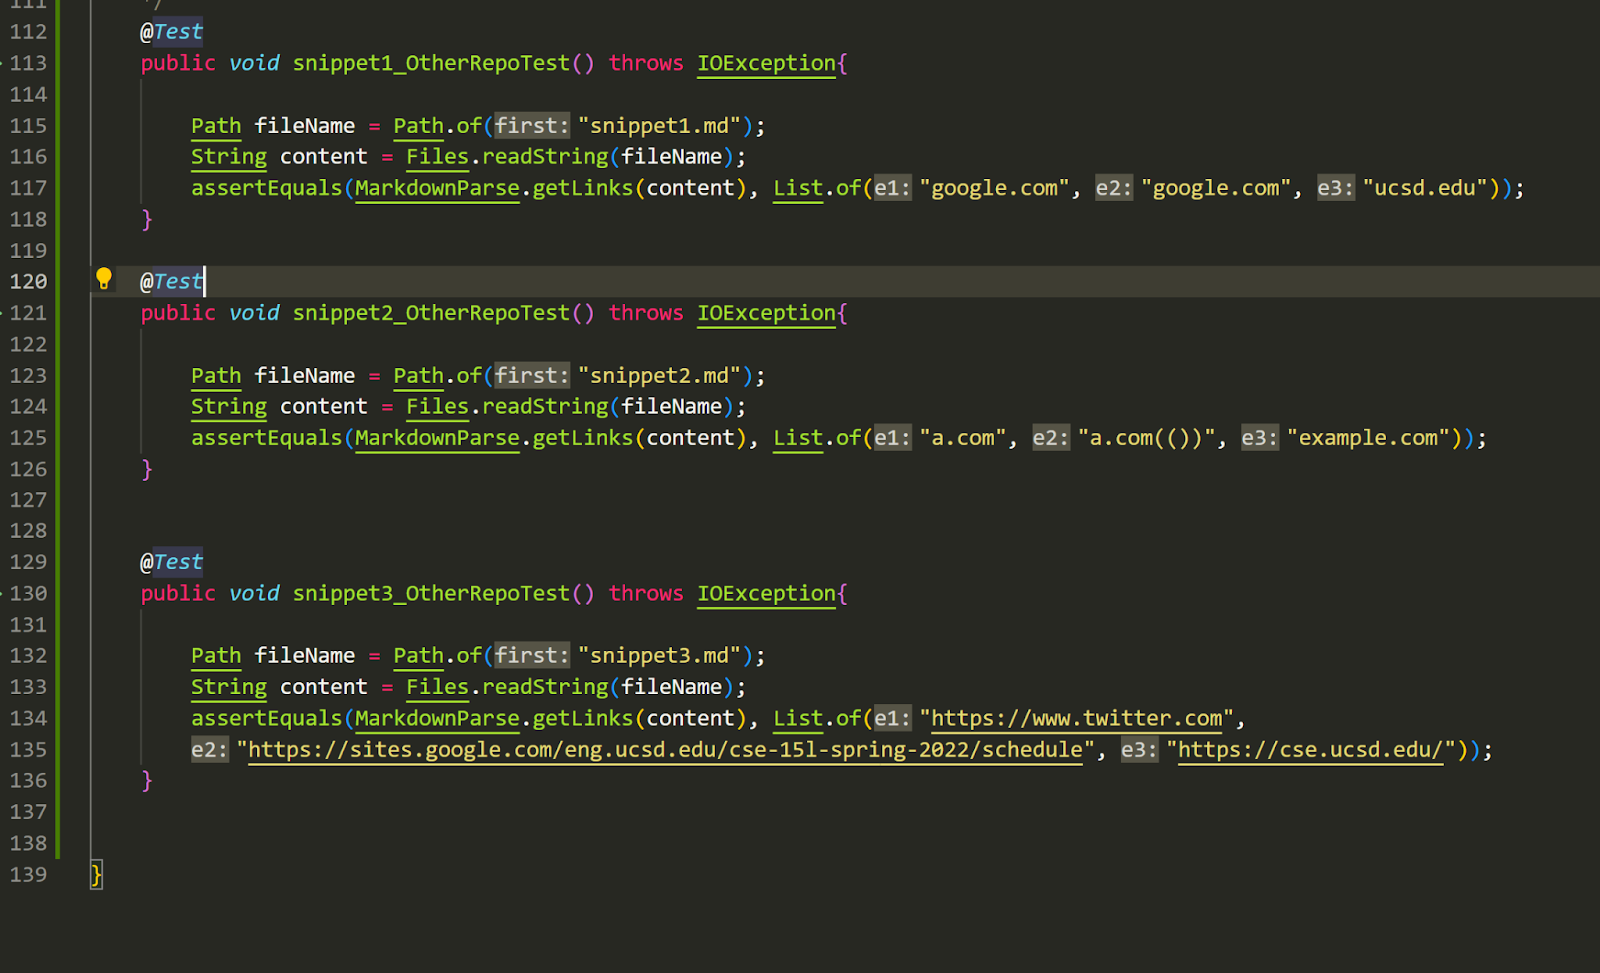 111 */
112 @Test
113 public void snippet1_OtherRepoTest() throws IOException{
114
115 Path fileName = Path.of(first: "snippet1.md");
116 String content = Files.readString(fileName);
117 assertEquals(MarkdownParse.getLinks(content), List.of(e1: "google.com", e2: "google.com", e3: "ucsd.edu"));
118 }
119
120 @Test
121 public void snippet2_OtherRepoTest() throws IOException{
122
123 Path fileName = Path.of(first: "snippet2.md");
124 String content = Files.readString(fileName);
125 assertEquals(MarkdownParse.getLinks(content), List.of(e1: "a.com", e2: "a.com(())", e3: "example.com"));
126 }
127
128
129 @Test
130 public void snippet3_OtherRepoTest() throws IOException{
131
132 Path fileName = Path.of(first: "snippet3.md");
133 String content = Files.readString(fileName);
134 assertEquals(MarkdownParse.getLinks(content), List.of(e1: "https://www.twitter.com",
135 e2: "https://sites.google.com/eng.ucsd.edu/cse-15l-spring-2022/schedule", e3: "https://cse.ucsd.edu/"));
136 }
137
138
139 }